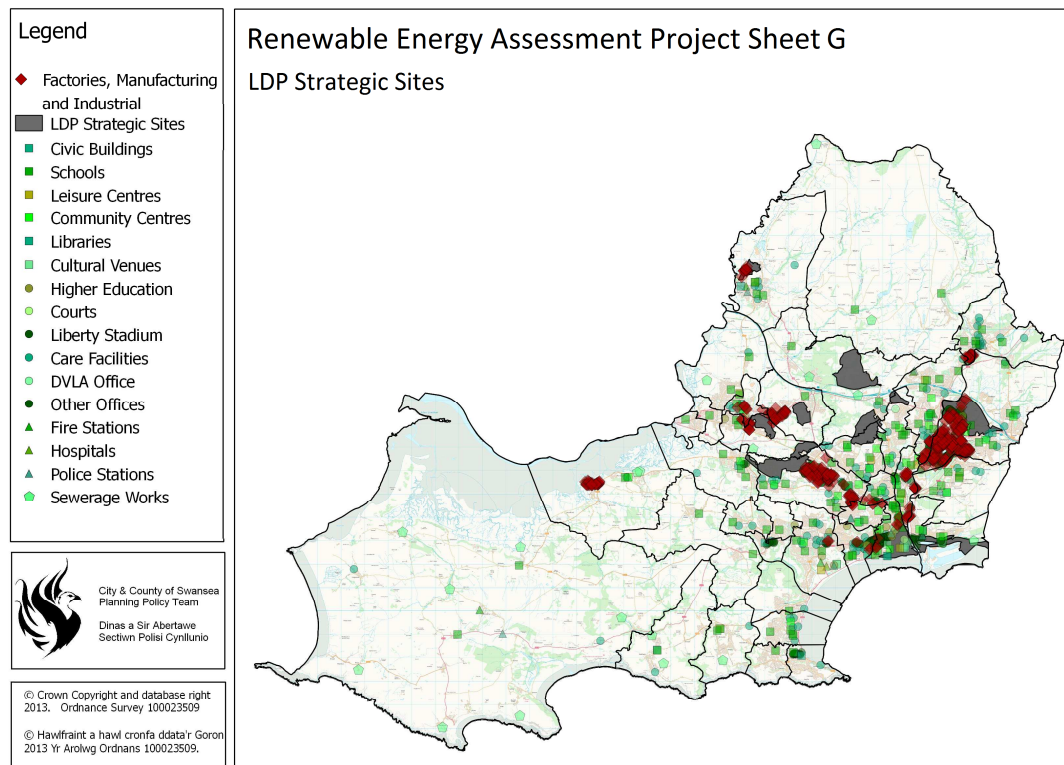 Legend
Factories, Manufacturing
and Industrial
LDP Strategic Sites
Civic Buildings
Schools
Leisure Centres
Community Centres
Libraries
Cultural Venues
Higher Education
Courts
Liberty Stadium
Care Facilities
DVLA Office
Other Offices
Fire Stations
Hospitals
Police Stations
Sewerage Works
City & County of Swansea
Planning Policy Team
Dinas a Sir Abertawe
Sectiwn Polisi Cynllunio
© Crown Copyright and database right
2013. Ordnance Survey 100023509
© Hawlfraint a hawl cronfa ddata'r Goron
2013 Yr Arolwg Ordnans 100023509.
Renewable Energy Assessment Project Sheet G
LDP Strategic Sites